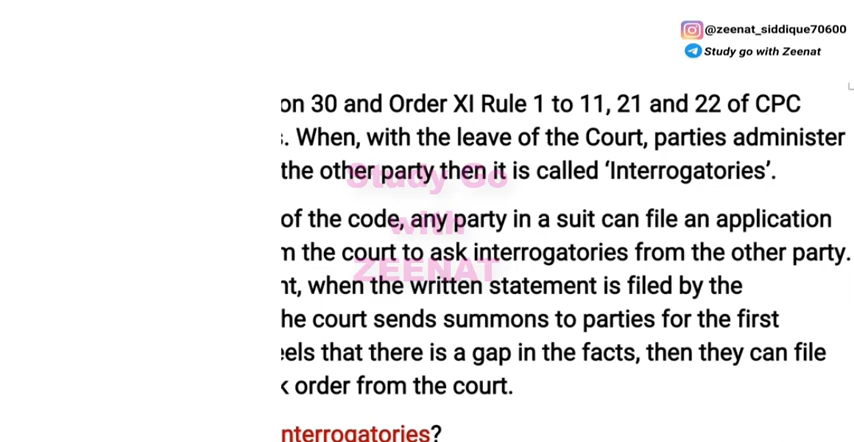 @zeenat_siddique70600
Study go with Zeenat
30 and Order XI Rule 1 to 11, 21 and 22 of CPC
. When, with the leave of the Court, parties administer
the other party then it is called ‘Interrogatories’.
Study Go
with
ZEENAT
of the code, any party in a suit can file an application
the court to ask interrogatories from the other party.
when the written statement is filed by the
court sends summons to parties for the first
that there is a gap in the facts, then they can file
order from the court.
nterrogatories?